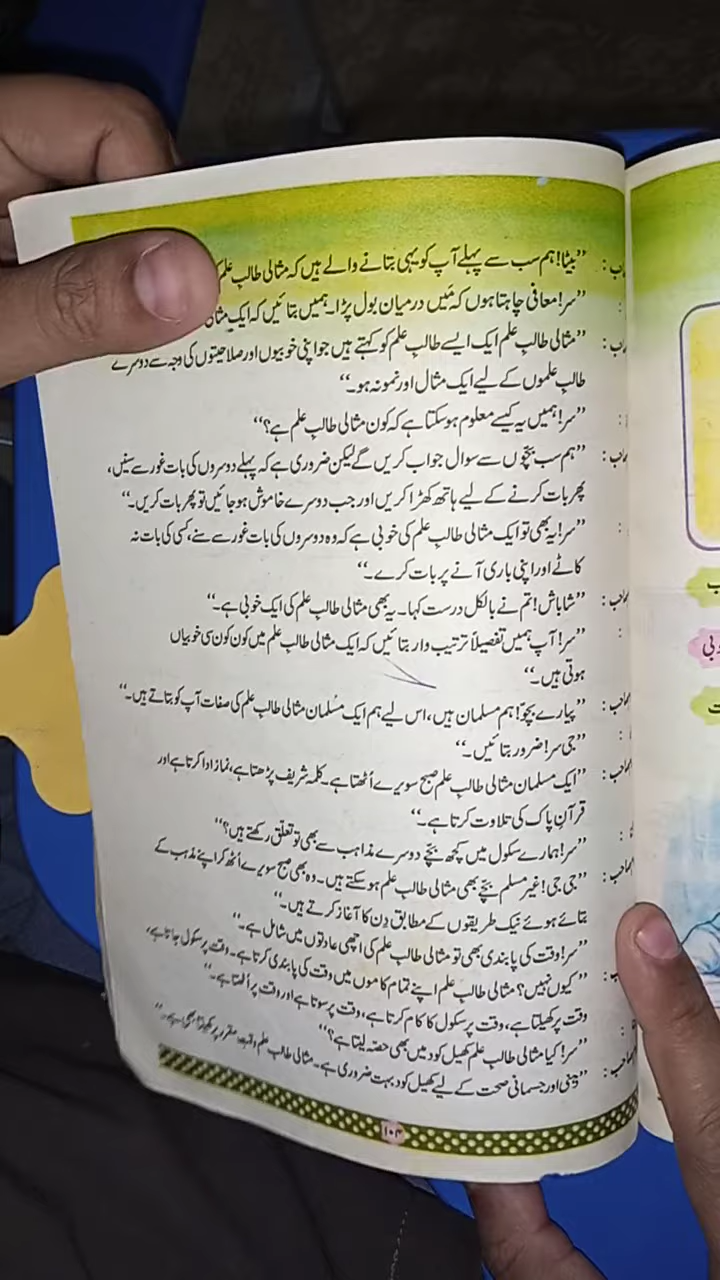 ”بیٹا! ہم سب سے پہلے آپ کو یہی بتانے والے ہیں کہ مثالی طالبِ علم
”سر! معافی چاہتا ہوں کہ مَیں درمیان بول پڑا۔ ہمیں بتائیں کہ ایک
”مثالی طالبِ علم ایک ایسے طالبِ علم کو کہتے ہیں جو اپنی خوبیوں اور صلاحیتوں کی وجہ سے دوسرے
طالبِ علموں کے لیے ایک مثال اور نمونہ ہو۔“
”سر! ہمیں یہ کیسے معلوم ہو سکتا ہے کہ کون مثالی طالبِ علم ہے؟“
”ہم سب بچّوں سے سوال جواب کریں گے لیکن ضروری ہے کہ پہلے دوسروں کی بات غور سے سنیں،
پھر بات کرنے کے لیے ہاتھ کھڑا کریں اور جب دوسرے خاموش ہو جائیں تو پھر بات کریں۔“
”سر! یہ بھی تو ایک مثالی طالبِ علم کی خوبی ہے کہ وہ دوسروں کی بات غور سے سنے، کسی کی بات نہ
کاٹے اور اپنی باری آنے پر بات کرے۔“
”شاباش! تم نے بالکل درست کہا۔ یہ بھی مثالی طالبِ علم کی ایک خوبی ہے۔“
”سر! آپ ہمیں تفصیلاً ترتیب وار بتائیں کہ ایک مثالی طالبِ علم میں کون کون سی خوبیاں
ہوتی ہیں۔“
”پیارے بچّو! ہم مسلمان ہیں، اس لیے ہم ایک مسلمان مثالی طالبِ علم کی صفات آپ کو بتاتے ہیں۔“
”جی سر! ضرور بتائیں۔“
”ایک مسلمان مثالی طالبِ علم صبح سویرے اُٹھتا ہے۔ کلمہ شریف پڑھتا ہے، نماز ادا کرتا ہے اور
قرآنِ پاک کی تلاوت کرتا ہے۔“
”سر! ہمارے سکول میں کچھ بچّے دوسرے مذاہب سے بھی تو تعلّق رکھتے ہیں؟“
”جی جی! غیر مسلم بچّے بھی مثالی طالبِ علم ہو سکتے ہیں۔ وہ بھی صبح سویرے اُٹھ کر اپنے مذہب کے
بتائے ہوئے نیک طریقوں کے مطابق دِن کا آغاز کرتے ہیں۔“
”سر! وقت کی پابندی بھی تو مثالی طالبِ علم کی اچھی عادتوں میں شامل ہے۔“
”کیوں نہیں؟ مثالی طالبِ علم اپنے تمام کاموں میں وقت کی پابندی کرتا ہے۔ وقت پر سکول جاتا ہے،
وقت پر کھیلتا ہے، وقت پر سکول کا کام کرتا ہے، وقت پر سوتا ہے اور وقت پر اُٹھتا ہے۔“
”سر! کیا مثالی طالبِ علم کھیل کود میں بھی حصّہ لیتا ہے؟“
”ذہنی اور جسمانی صحت کے لیے کھیل کود بہت ضروری ہے۔ مثالی طالبِ علم وقتِ مقرر پر کھیلتا
۱۰۴